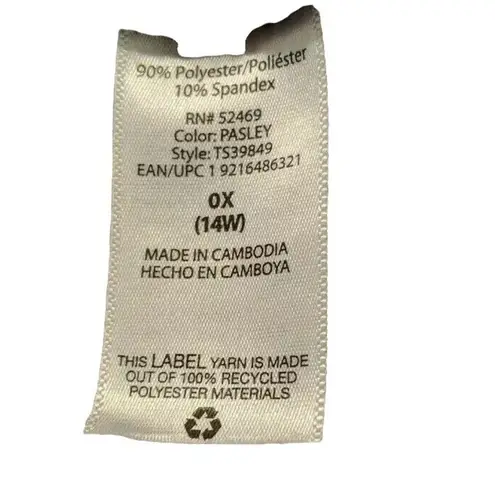 90% Polyester/Poliéster
10% Spandex
RN# 52469
Color: PASLEY
Style: TS39849
EAN/UPC 1 9216486321
0X
(14W)
MADE IN CAMBODIA
HECHO EN CAMBOYA
THIS LABEL YARN IS MADE
OUT OF 100% RECYCLED
POLYESTER MATERIALS